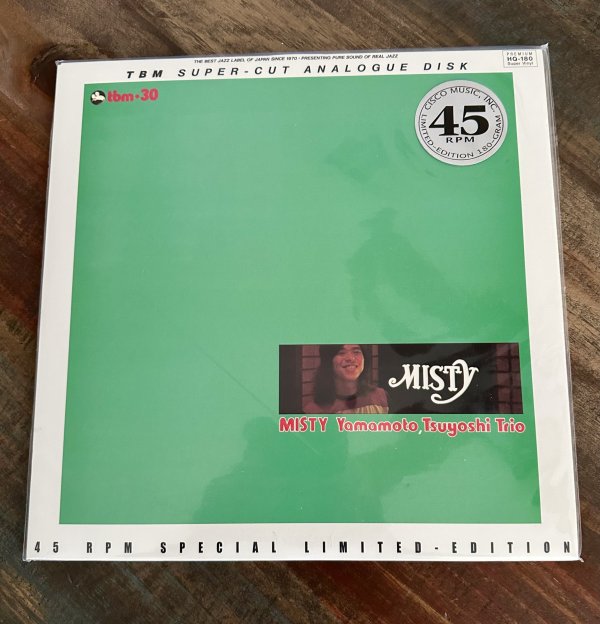 THE BEST JAZZ LABEL OF JAPAN SINCE 1970 - PRESENTING PURE SOUND OF REAL JAZZ
PREMIUM
HQ-180
Super Vinyl
TBM SUPER-CUT ANALOGUE DISK
tbm•30
CISCO MUSIC, INC.
45
RPM
LIMITED-EDITION 180-GRAM
MISTY
MISTY Yamamoto,Tsuyoshi Trio
45 RPM SPECIAL LIMITED-EDITION